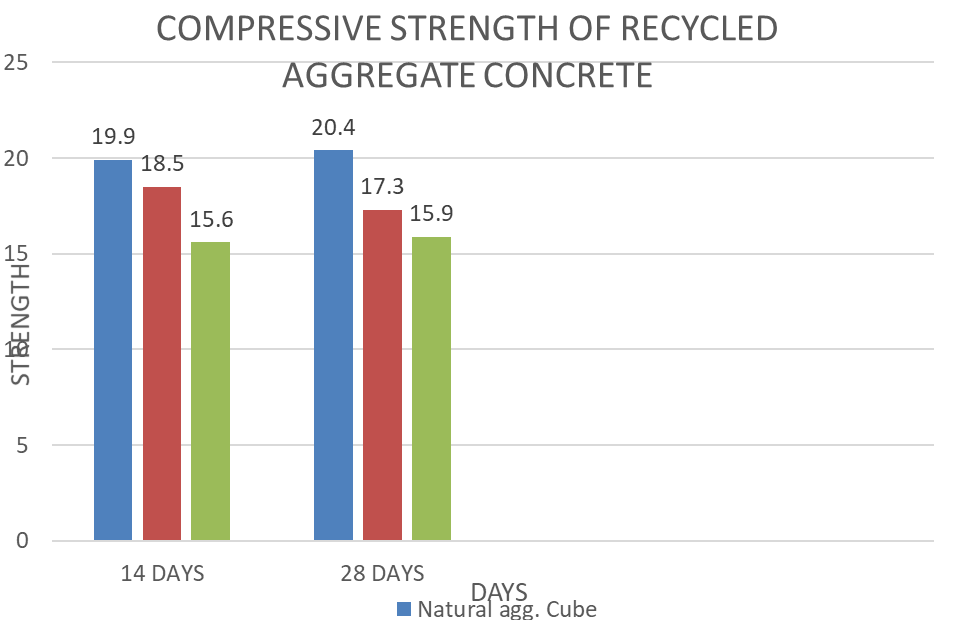 COMPRESSIVE STRENGTH OF RECYCLED
AGGREGATE CONCRETE
25
20
15
10
5
0
STRENGTH
19.9
18.5
15.6
20.4
17.3
15.9
14 DAYS
28 DAYS
DAYS
Natural agg. Cube